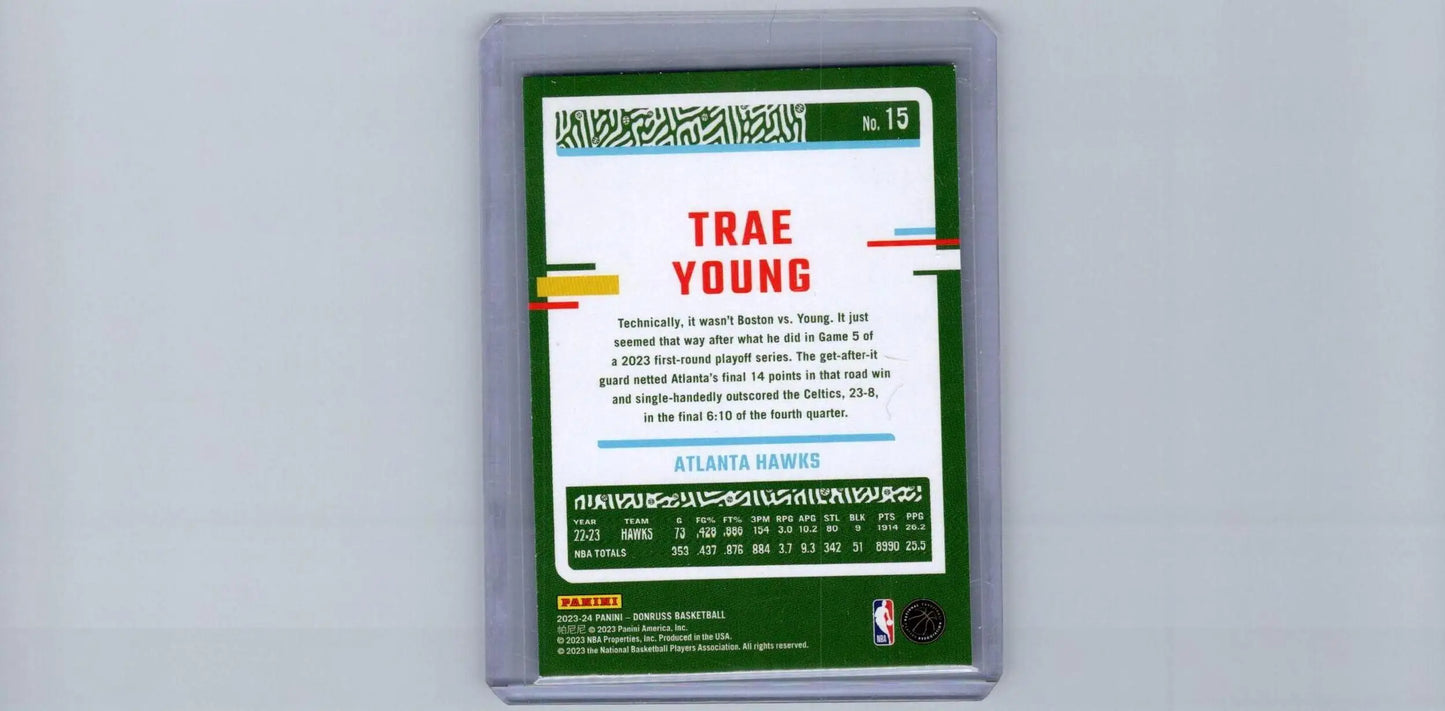 No. 15
TRAE
YOUNG
Technically, it wasn't Boston vs. Young. It just
seemed that way after what he did in Game 5 of
a 2023 first-round playoff series. The get-after-it
guard netted Atlanta's final 14 points in that road win
and single-handedly outscored the Celtics, 23-8,
in the final 6:10 of the fourth quarter.
ATLANTA HAWKS
YEAR TEAM G FG% FT% 3PM RPG APG STL BLK PTS PPG
22-23 HAWKS 73 .428 .886 154 3.0 10.2 80 9 1914 26.2
NBA TOTALS 353 .437 .876 884 3.7 9.3 342 51 8990 25.5
PANINI
2023-24 PANINI – DONRUSS BASKETBALL
帕尼尼 © 2023 Panini America, Inc.
© 2023 NBA Properties, Inc. Produced in the USA.
© 2023 the National Basketball Players Association. All rights reserved.
NBA